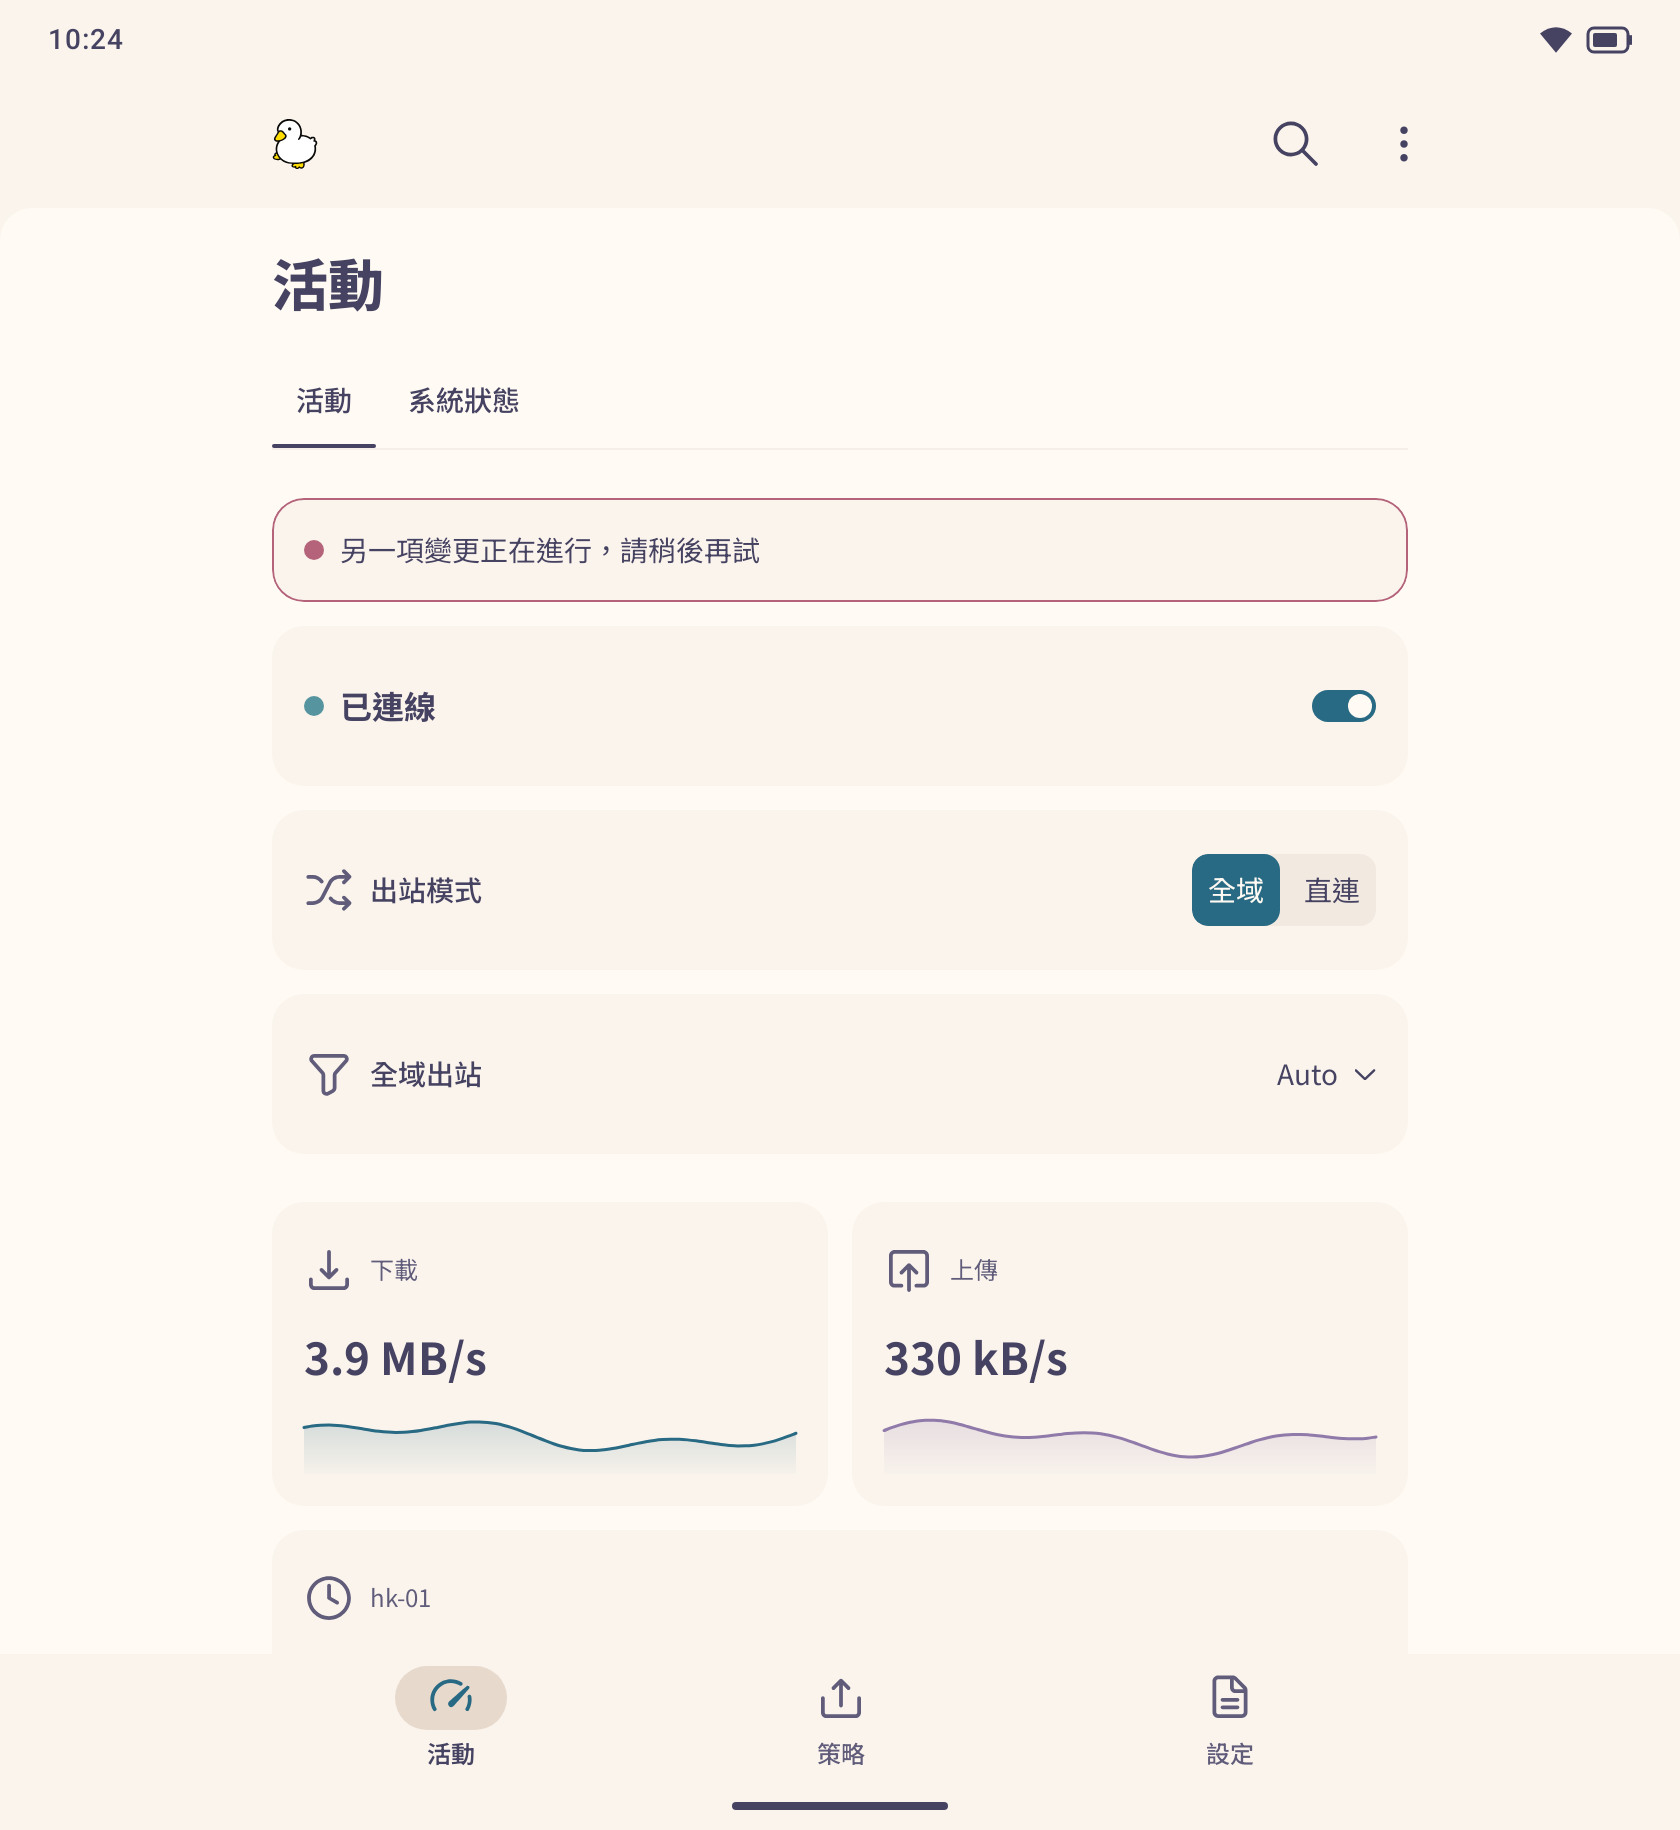 10:24
活動
活動
系統狀態
另一項變更正在進行，請稍後再試
已連線
出站模式
全域
直連
全域出站
Auto
下載
上傳
3.9 MB/s
330 kB/s
hk-01
活動
策略
設定